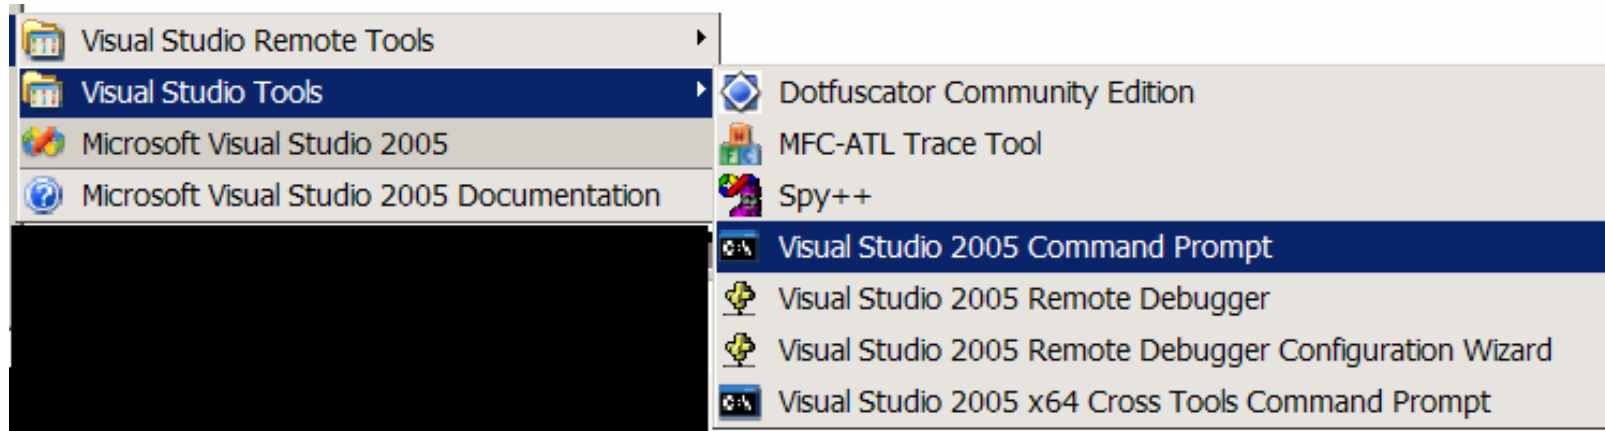 Visual Studio Remote Tools
Visual Studio Tools
Microsoft Visual Studio 2005
Microsoft Visual Studio 2005 Documentation
Dotfuscator Community Edition
MFC-ATL Trace Tool
Spy++
Visual Studio 2005 Command Prompt
Visual Studio 2005 Remote Debugger
Visual Studio 2005 Remote Debugger Configuration Wizard
Visual Studio 2005 x64 Cross Tools Command Prompt